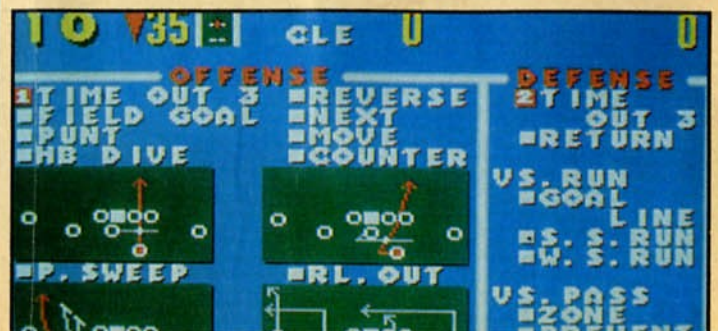 10 ▼35 CLE 0 0
OFFENSE
1 TIME OUT 3
FIELD GOAL
PUNT
HB DIVE
REVERSE
NEXT
MOVE
COUNTER
P. SWEEP
RL. OUT
DEFENSE
2 TIME
OUT 3
RETURN
VS. RUN
GOAL
LINE
S. S. RUN
W. S. RUN
VS. PASS
ZONE